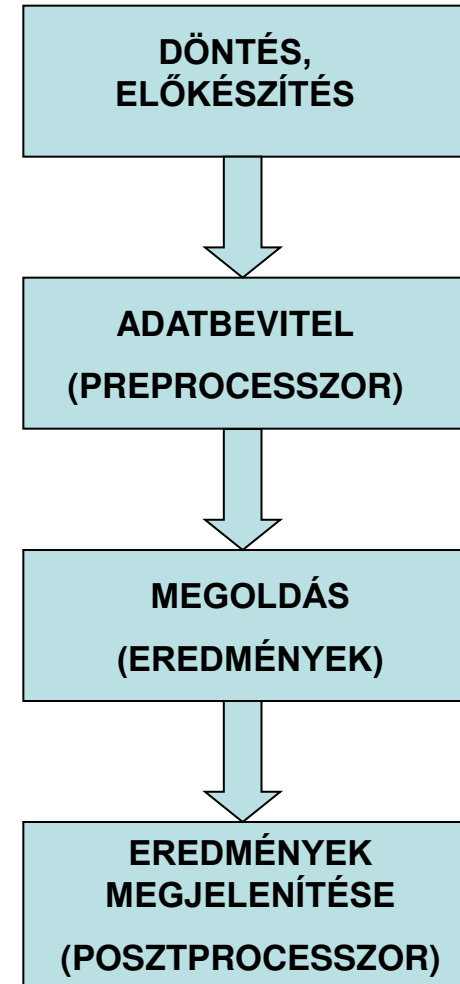 DÖNTÉS,
ELŐKÉSZÍTÉS
ADATBEVITEL
(PREPROCESSZOR)
MEGOLDÁS
(EREDMÉNYEK)
EREDMÉNYEK
MEGJELENÍTÉSE
(POSZTPROCESSZOR)